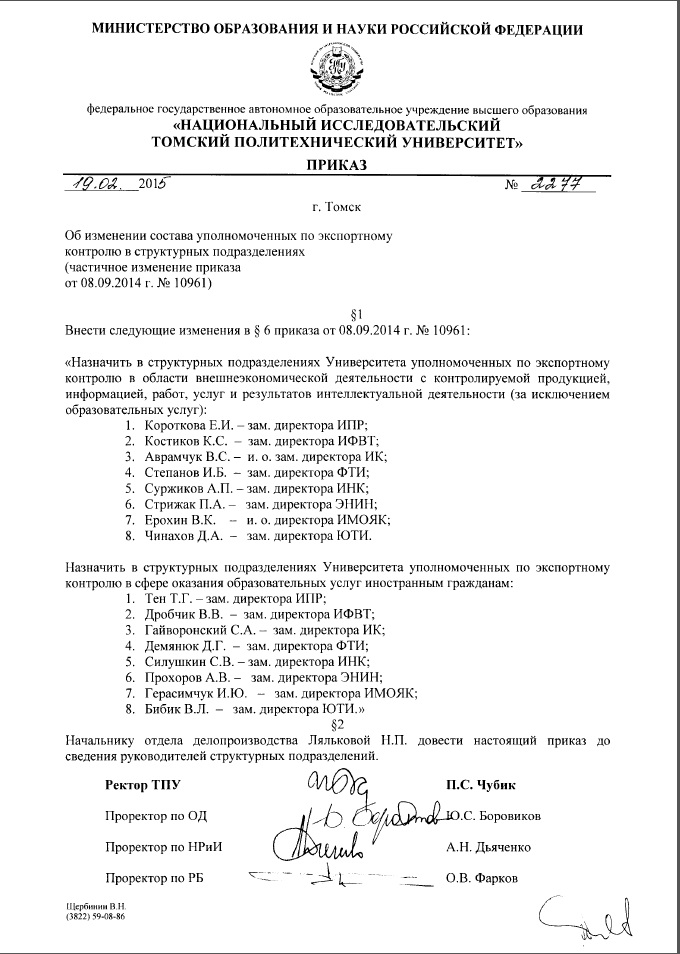 МИНИСТЕРСТВО ОБРАЗОВАНИЯ И НАУКИ РОССИЙСКОЙ ФЕДЕРАЦИИ
федеральное государственное автономное образовательное учреждение высшего образования
«НАЦИОНАЛЬНЫЙ ИССЛЕДОВАТЕЛЬСКИЙ
ТОМСКИЙ ПОЛИТЕХНИЧЕСКИЙ УНИВЕРСИТЕТ»
ПРИКАЗ
19.02. 2015 № 2277
г. Томск
Об изменении состава уполномоченных по экспортному
контролю в структурных подразделениях
(частичное изменение приказа
от 08.09.2014 г. № 10961)
§1
Внести следующие изменения в § 6 приказа от 08.09.2014 г. № 10961:
«Назначить в структурных подразделениях Университета уполномоченных по экспортному
контролю в области внешнеэкономической деятельности с контролируемой продукцией,
информацией, работ, услуг и результатов интеллектуальной деятельности (за исключением
образовательных услуг):
1. Короткова Е.И. – зам. директора ИПР;
2. Костиков К.С. – зам. директора ИФВТ;
3. Аврамчук В.С. – и. о. зам. директора ИК;
4. Степанов И.Б. – зам. директора ФТИ;
5. Суржиков А.П. – зам. директора ИНК;
6. Стрижак П.А. – зам. директора ЭНИН;
7. Ерохин В.К. – и. о. директора ИМОЯК;
8. Чинахов Д.А. – зам. директора ЮТИ.
Назначить в структурных подразделениях Университета уполномоченных по экспортному
контролю в сфере оказания образовательных услуг иностранным гражданам:
1. Тен Т.Г. – зам. директора ИПР;
2. Дробчик В.В. – зам. директора ИФВТ;
3. Гайворонский С.А. – зам. директора ИК;
4. Демянюк Д.Г. – зам. директора ФТИ;
5. Силушкин С.В. – зам. директора ИНК;
6. Прохоров А.В. – зам. директора ЭНИН;
7. Герасимчук И.Ю. – зам. директора ИМОЯК;
8. Бибик В.Л. – зам. директора ЮТИ.»
§2
Начальнику отдела делопроизводства Ляльковой Н.П. довести настоящий приказ до
сведения руководителей структурных подразделений.
Ректор ТПУ П.С. Чубик
Проректор по ОД Ю.С. Боровиков
Проректор по НРиИ А.Н. Дьяченко
Проректор по РБ О.В. Фарков
Щербинин В.Н.
(3822) 59-08-86